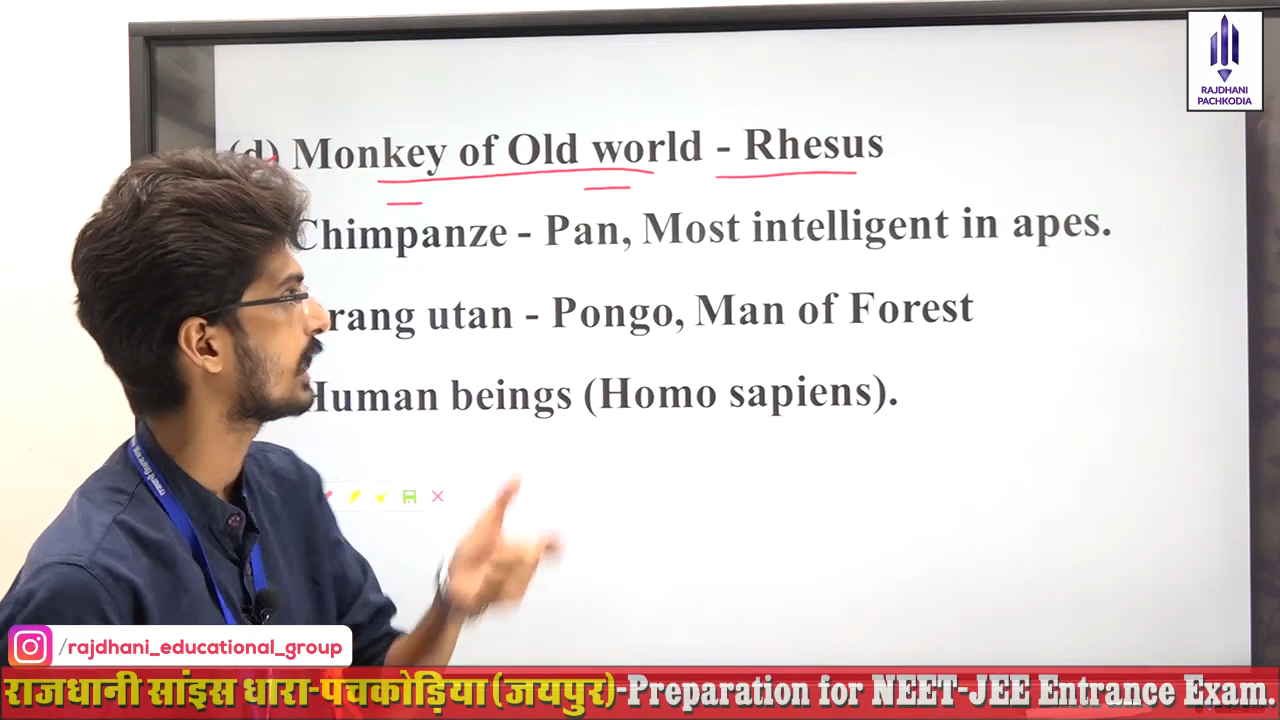 RAJDHANI
PACHKODIA
(d) Monkey of Old world - Rhesus
Chimpanze - Pan, Most intelligent in apes.
utan - Pongo, Man of Forest
Human beings (Homo sapiens).
/rajdhani_educational_group
राजधानी सांइस धारा-पचकोड़िया (जयपुर)-Preparation for NEET-JEE Entrance Exam.